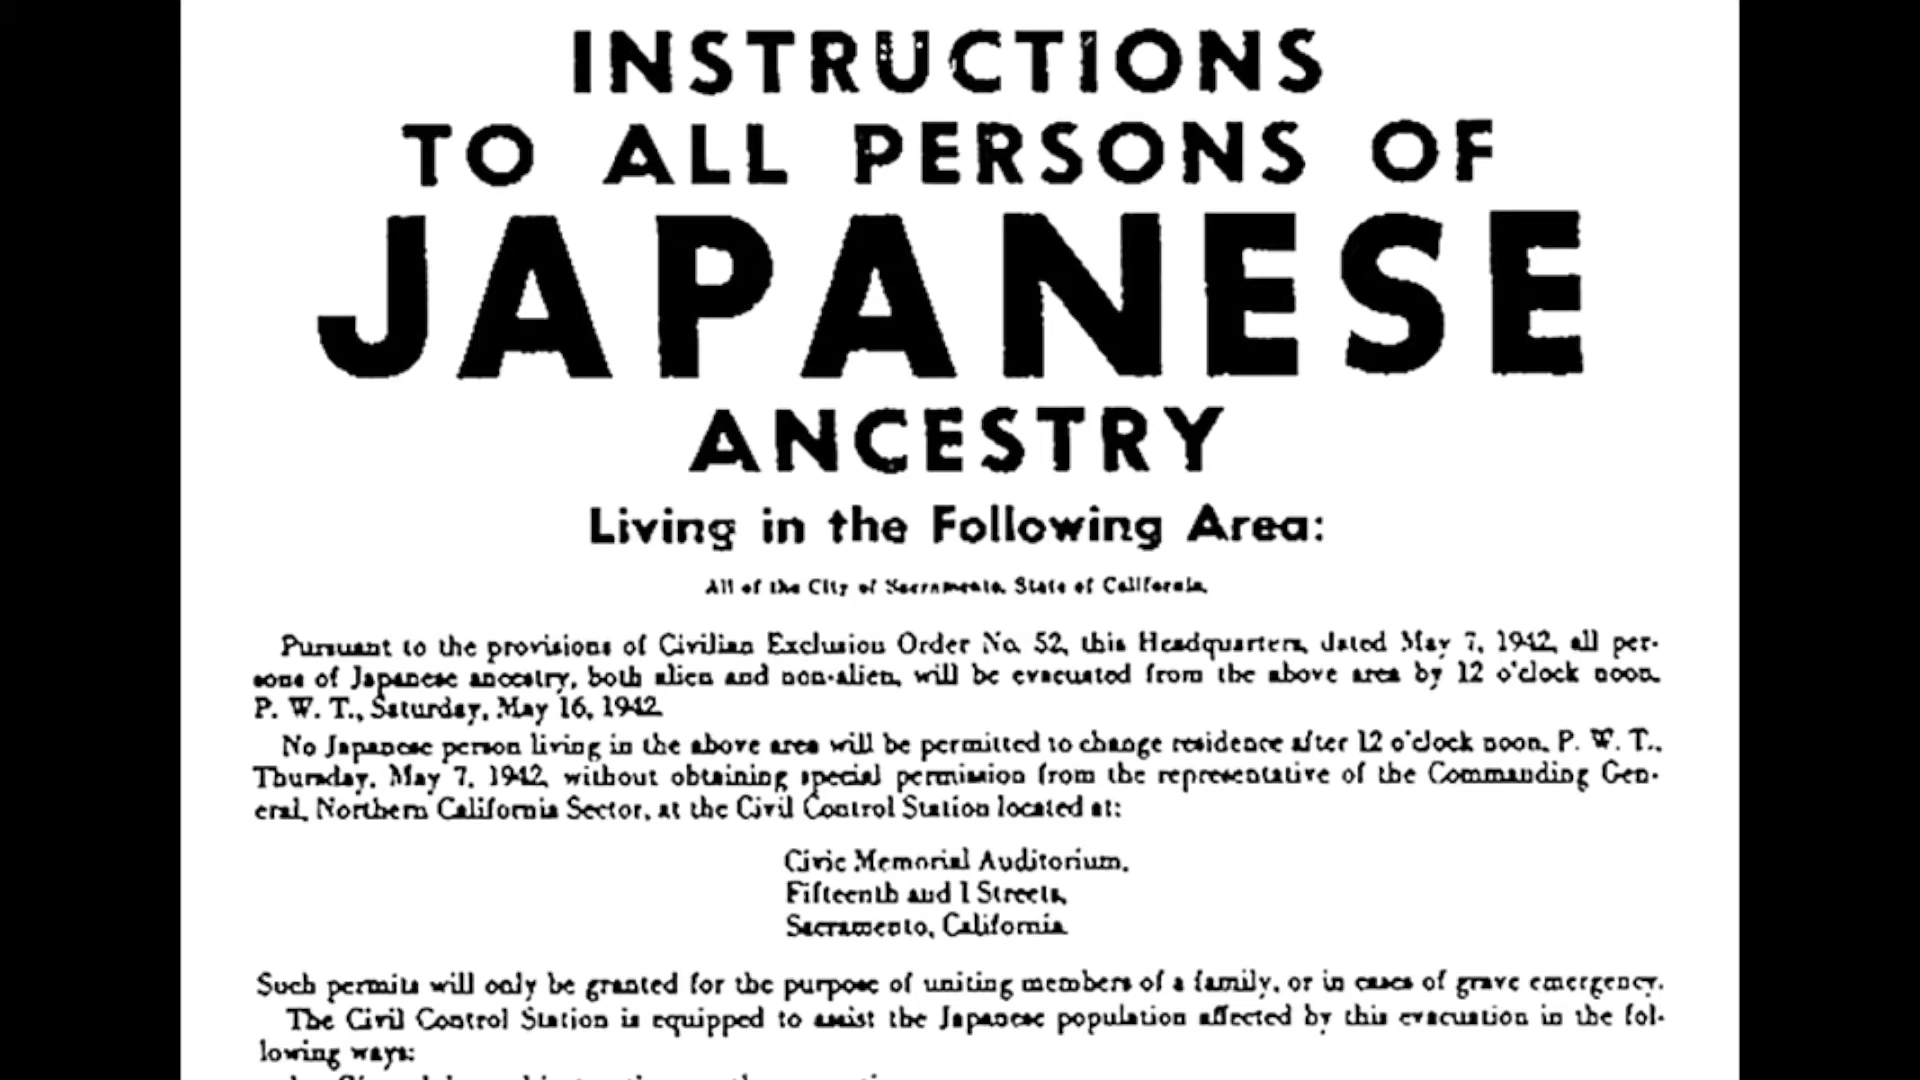 INSTRUCTIONS
TO ALL PERSONS OF
JAPANESE
ANCESTRY
Living in the Following Area:
All of the City of Sacramento, State of California.
Pursuant to the provisions of Civilian Exclusion Order No. 52, this Headquarters, dated May 7, 1942, all per-
sons of Japanese ancestry, both alien and non-alien, will be evacuated from the above area by 12 o'clock noon,
P. W. T., Saturday, May 16, 1942.
No Japanese person living in the above area will be permitted to change residence after 12 o'clock noon, P. W. T.,
Thursday, May 7, 1942, without obtaining special permission from the representative of the Commanding Gen-
eral, Northern California Sector, at the Civil Control Station located at:
Civic Memorial Auditorium,
Fifteenth and I Streets,
Sacramento, California.
Such permits will only be granted for the purpose of uniting members of a family, or in cases of grave emergency.
The Civil Control Station is equipped to assist the Japanese population affected by this evacuation in the fol-
lowing ways: